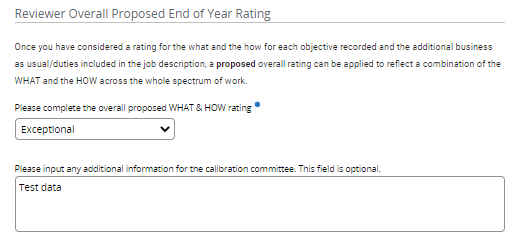 Reviewer Overall Proposed End of Year Rating
Once you have considered a rating for the what and the how for each objective recorded and the additional business
as usual/duties included in the job description, a proposed overall rating can be applied to reflect a combination of the
WHAT and the HOW across the whole spectrum of work.
Please complete the overall proposed WHAT & HOW rating
Exceptional
Please input any additional information for the calibration committee. This field is optional.
Test data